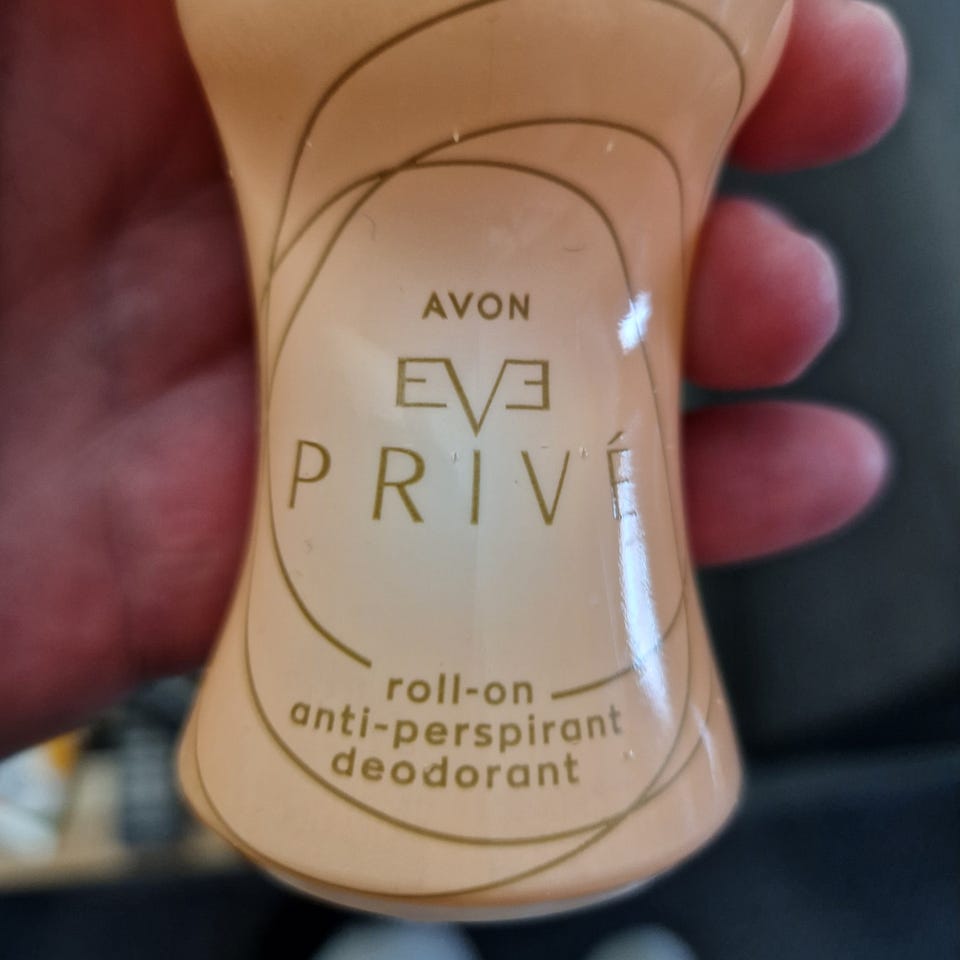 AVON
EVE
PRIVÉ
roll-on
anti-perspirant
deodorant